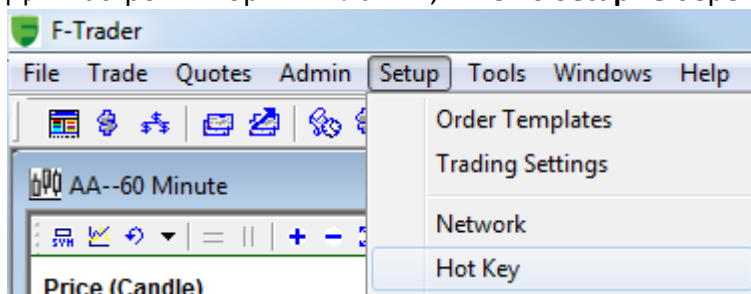 F-Trader
File Trade Quotes Admin Setup Tools Windows Help
Order Templates
Trading Settings
AA--60 Minute
Network
Hot Key
Price (Candle)